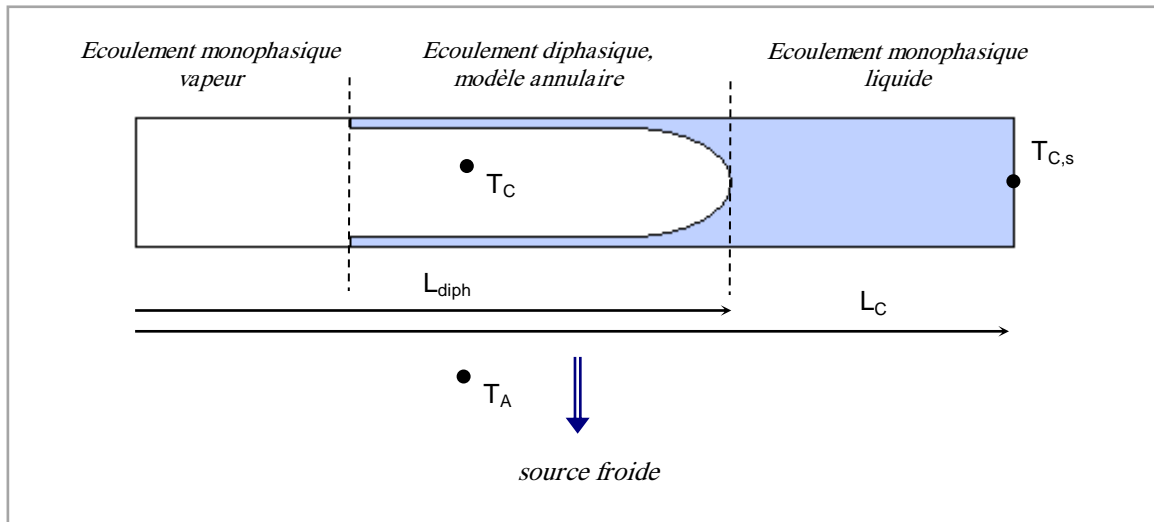 Ecoulement monophasique
vapeur
Ecoulement diphasique,
modèle annulaire
Ecoulement monophasique
liquide
T_C,s
T_C
L_diph
L_C
T_A
source froide